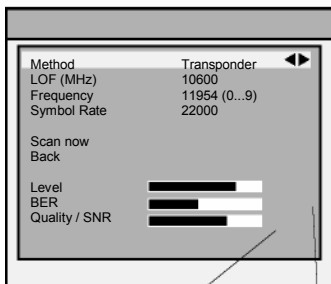 Method Transponder
LOF (MHz) 10600
Frequency 11954 (0...9)
Symbol Rate 22000
Scan now
Back
Level
BER
Quality / SNR